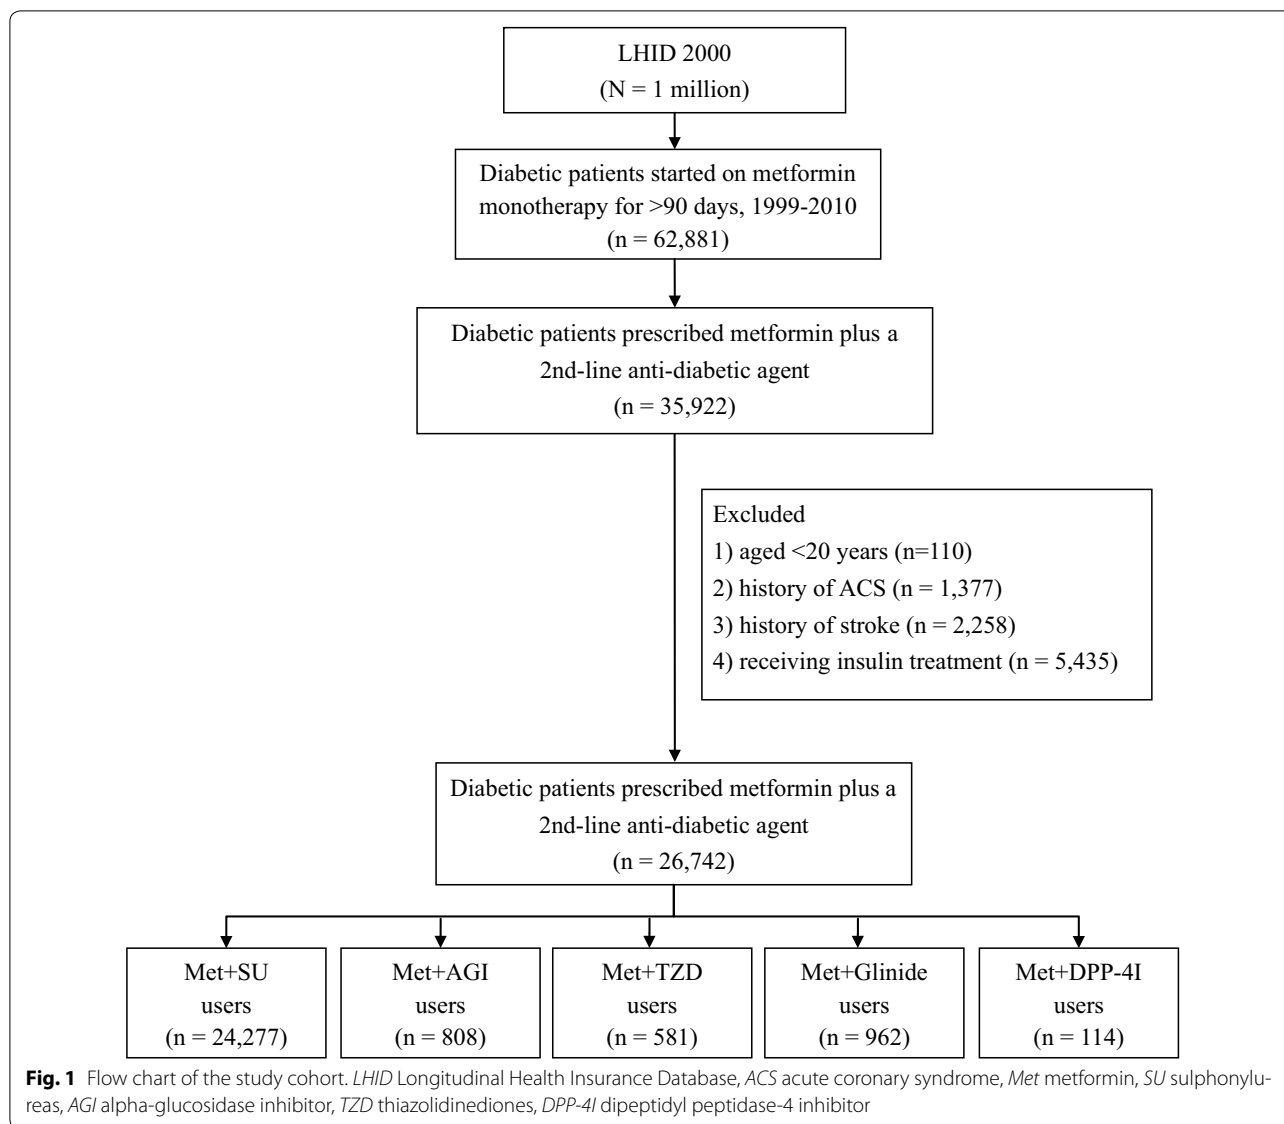 LHID 2000
(N = 1 million)
Diabetic patients started on metformin
monotherapy for >90 days, 1999-2010
(n = 62,881)
Diabetic patients prescribed metformin plus a
2nd-line anti-diabetic agent
(n = 35,922)
Excluded
1) aged <20 years (n=110)
2) history of ACS (n = 1,377)
3) history of stroke (n = 2,258)
4) receiving insulin treatment (n = 5,435)
Diabetic patients prescribed metformin plus a
2nd-line anti-diabetic agent
(n = 26,742)
Met+SU
users
(n = 24,277)
Met+AGI
users
(n = 808)
Met+TZD
users
(n = 581)
Met+Glinide
users
(n = 962)
Met+DPP-4I
users
(n = 114)
Fig. 1 Flow chart of the study cohort. LHID Longitudinal Health Insurance Database, ACS acute coronary syndrome, Met metformin, SU sulphonylu-
reas, AGI alpha-glucosidase inhibitor, TZD thiazolidinediones, DPP-4I dipeptidyl peptidase-4 inhibitor